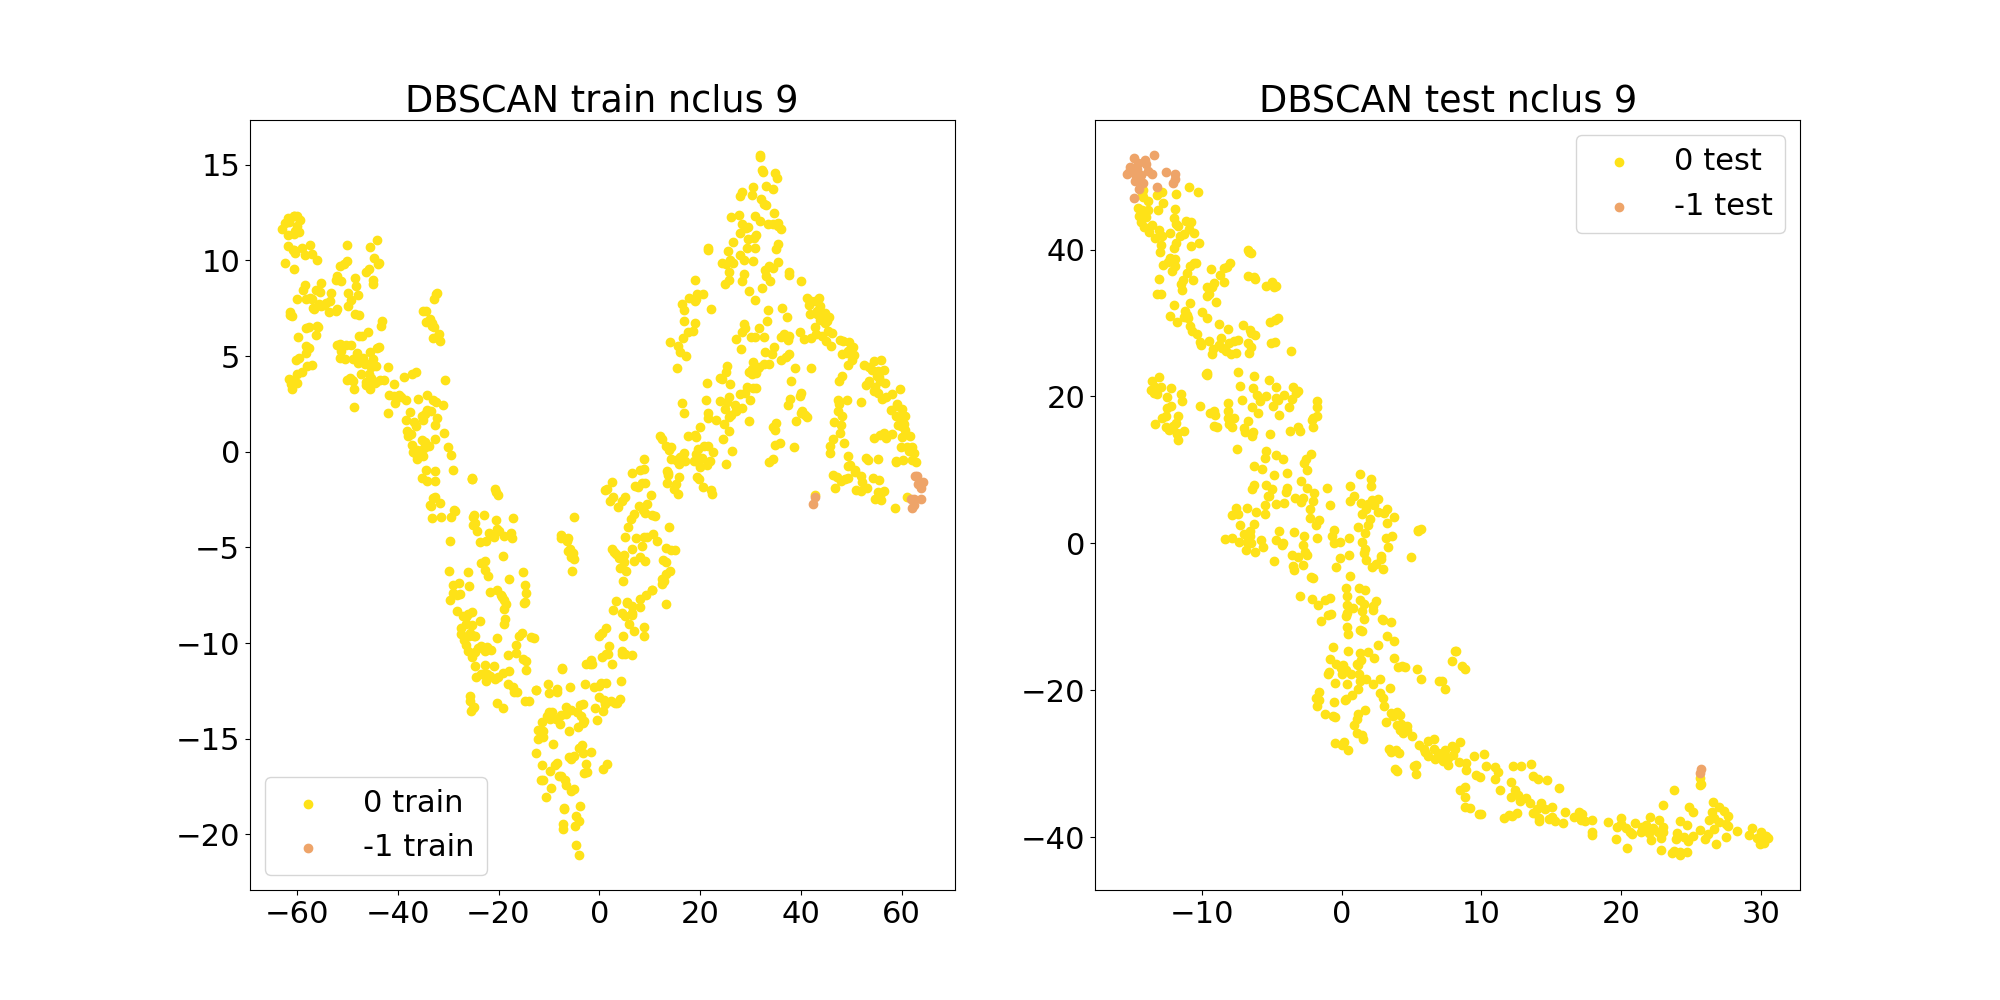 DBSCAN train nclus 9
15
10
5
0
−5
−10
−15
−20
−60 −40 −20 0 20 40 60
0 train
-1 train
DBSCAN test nclus 9
40
20
0
−20
−40
−10 0 10 20 30
0 test
-1 test